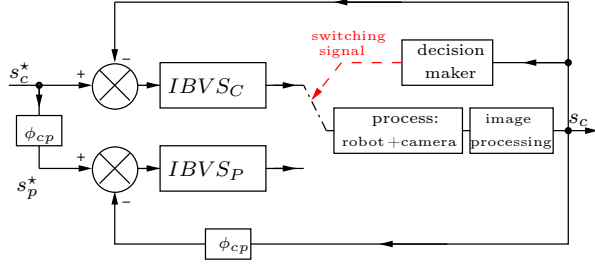 switching
signal
decision
maker
s_c^⋆
+
−
IBVS_C
s_c
process:
robot+camera
image
processing
ϕ_cp
+
−
IBVS_P
s_p^⋆
ϕ_cp